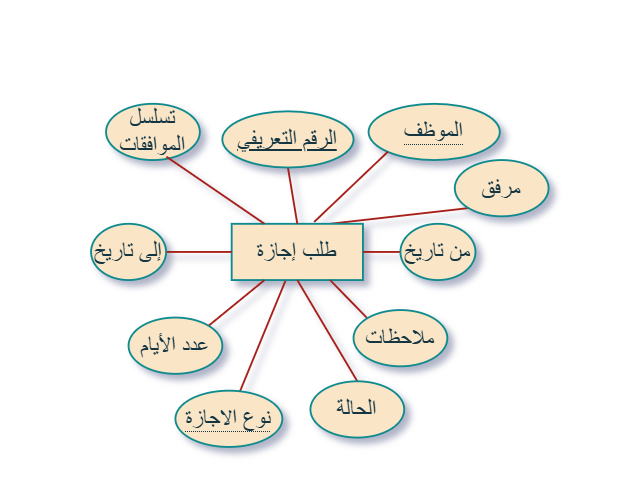 تسلسل
الموافقات
الرقم التعريفي
الموظف
مرفق
إلى تاريخ
طلب إجازة
من تاريخ
عدد الأيام
ملاحظات
نوع الاجازة
الحالة